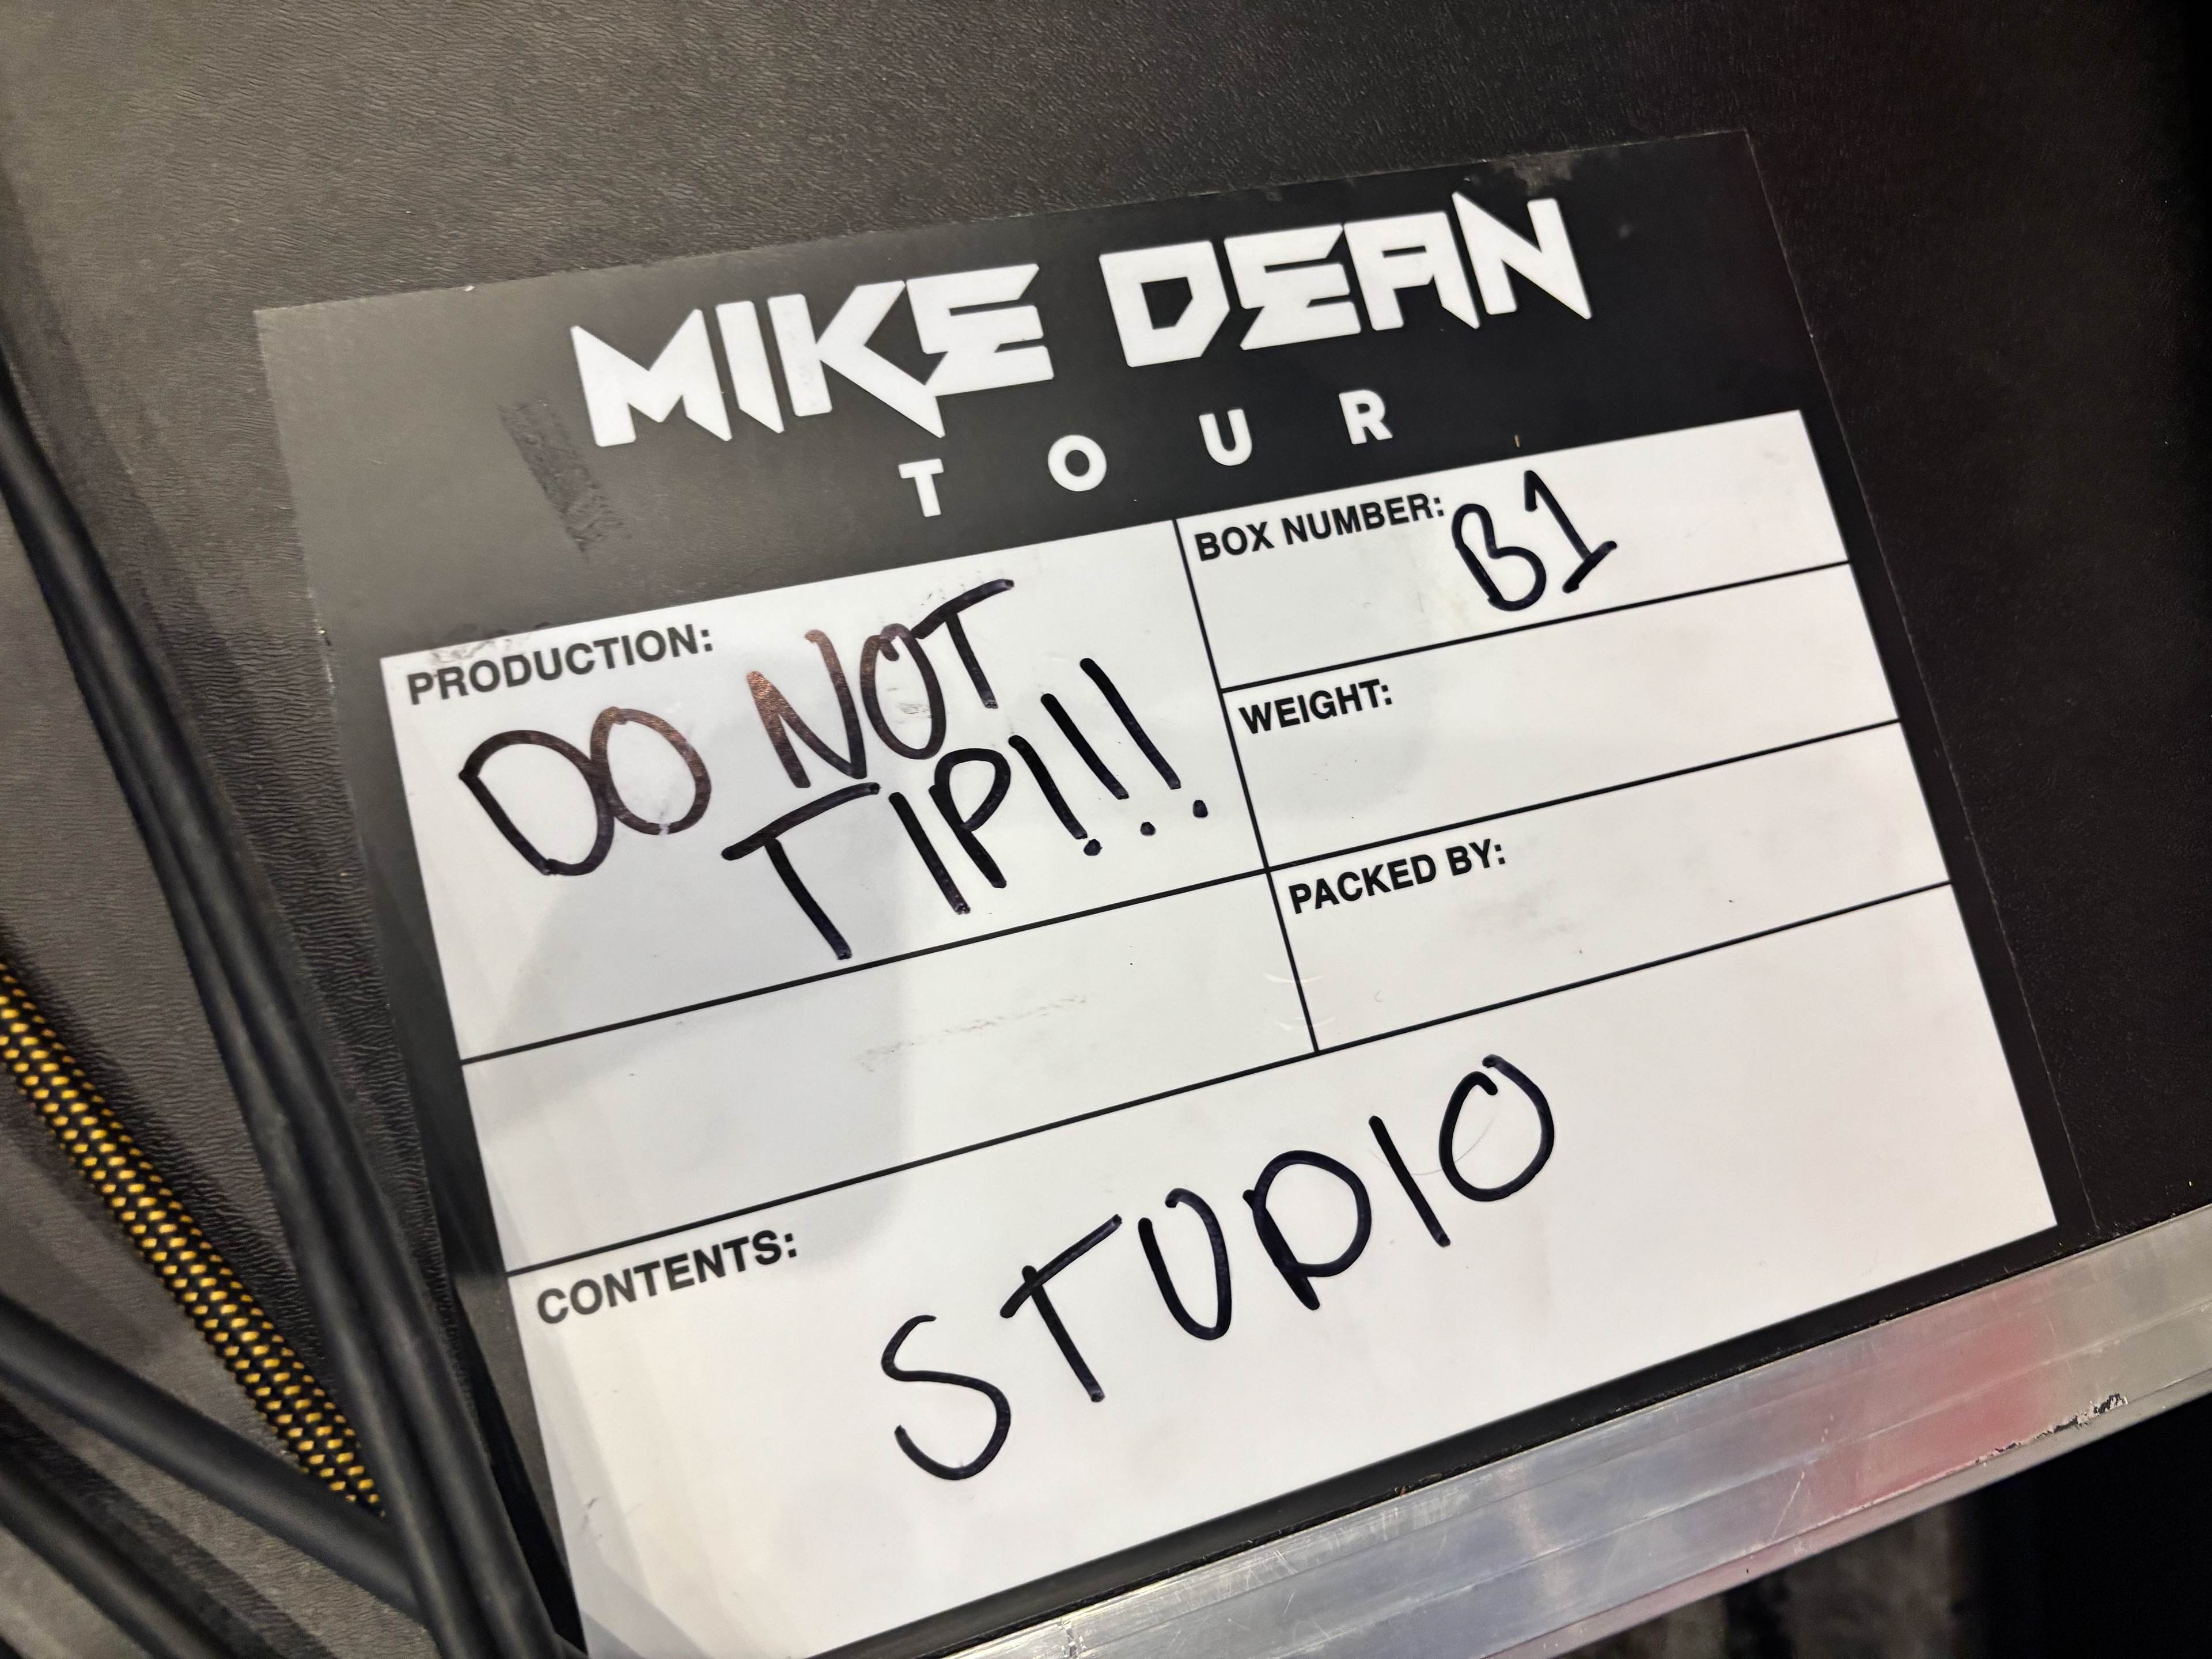 MIKE DEAN
TOUR
PRODUCTION:
DO NOT
TIP!!!
BOX NUMBER: B1
WEIGHT:
PACKED BY:
CONTENTS:
STUDIO